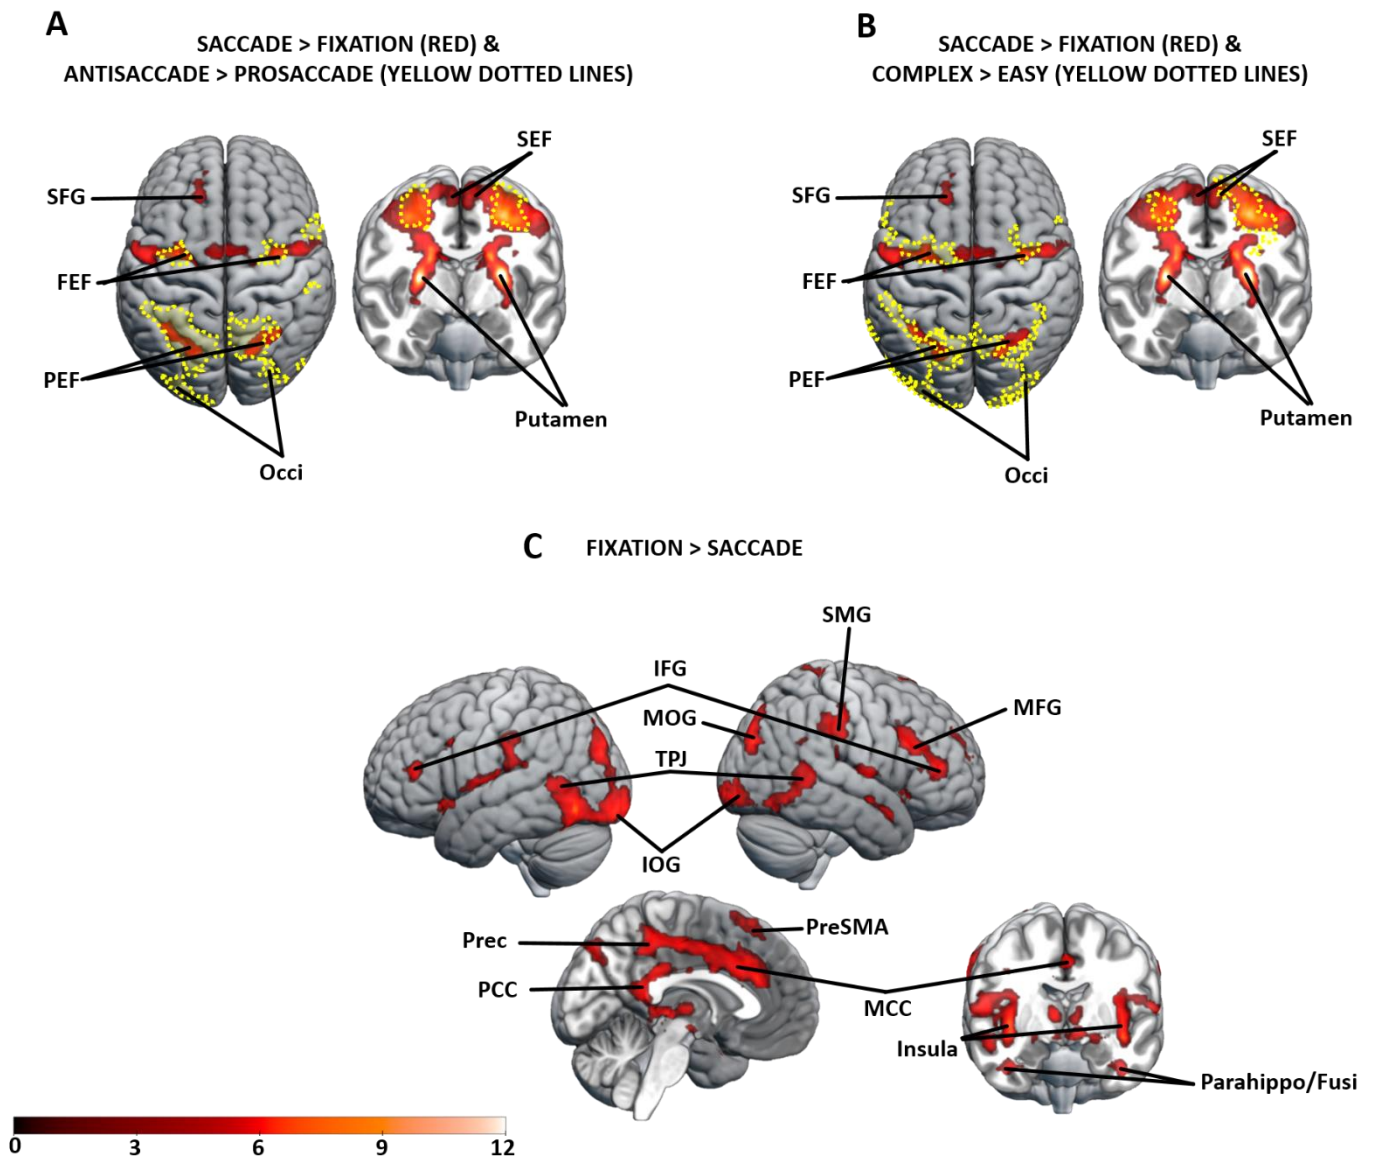 A
SACCADE > FIXATION (RED) &
ANTISACCADE > PROSACCADE (YELLOW DOTTED LINES)
SEF
SFG
FEF
PEF
Putamen
Occi
B
SACCADE > FIXATION (RED) &
COMPLEX > EASY (YELLOW DOTTED LINES)
SEF
SFG
FEF
PEF
Putamen
Occi
C FIXATION > SACCADE
SMG
IFG
MOG
MFG
TPJ
IOG
Prec
PreSMA
PCC
MCC
Insula
Parahippo/Fusi
0 3 6 9 12